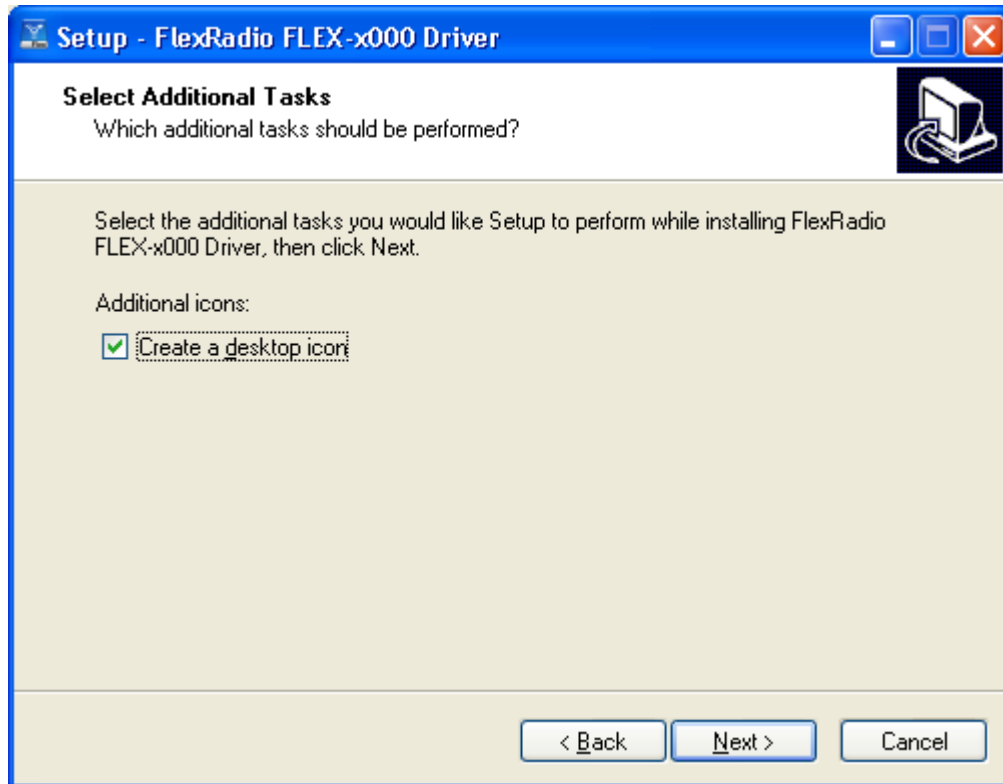 Setup - FlexRadio FLEX-x000 Driver
Select Additional Tasks
Which additional tasks should be performed?
Select the additional tasks you would like Setup to perform while installing FlexRadio
FLEX-x000 Driver, then click Next.
Additional icons:
Create a desktop icon
< Back
Next >
Cancel